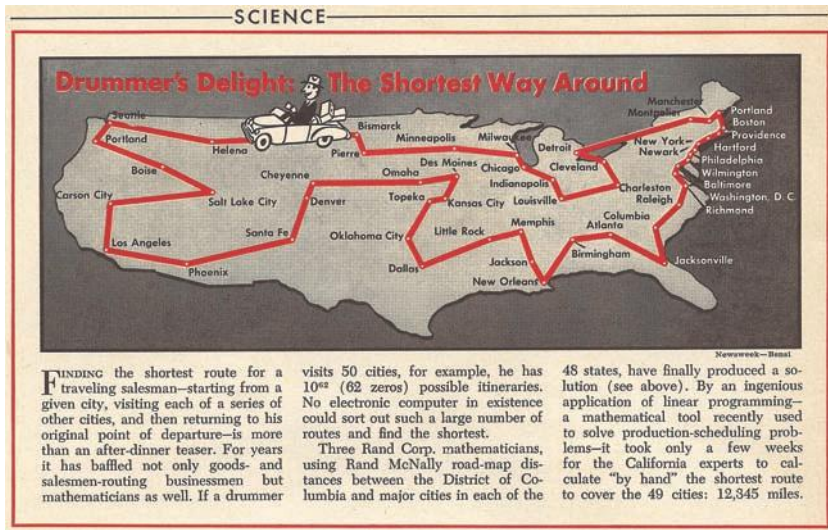 SCIENCE
Drummer's Delight: The Shortest Way Around
Seattle
Portland
Helena
Bismarck
Pierre
Minneapolis
Milwaukee
Detroit
Manchester
Montpelier
Portland
Boston
Providence
New York
Hartford
Newark
Philadelphia
Wilmington
Baltimore
Washington, D. C.
Richmond
Boise
Cheyenne
Omaha
Des Moines
Chicago
Cleveland
Indianapolis
Carson City
Salt Lake City
Denver
Topeka
Kansas City
Louisville
Charleston
Raleigh
Los Angeles
Santa Fe
Oklahoma City
Little Rock
Memphis
Columbia
Atlanta
Phoenix
Dallas
Jackson
Birmingham
Jacksonville
New Orleans
Newsweek—Bensi
FINDING the shortest route for a
traveling salesman—starting from a
given city, visiting each of a series of
other cities, and then returning to his
original point of departure—is more
than an after-dinner teaser. For years
it has baffled not only goods- and
salesmen-routing businessmen but
mathematicians as well. If a drummer
visits 50 cities, for example, he has
10⁶² (62 zeros) possible itineraries.
No electronic computer in existence
could sort out such a large number of
routes and find the shortest.
Three Rand Corp. mathematicians,
using Rand McNally road-map dis-
tances between the District of Co-
lumbia and major cities in each of the
48 states, have finally produced a so-
lution (see above). By an ingenious
application of linear programming—
a mathematical tool recently used
to solve production-scheduling prob-
lems—it took only a few weeks
for the California experts to cal-
culate "by hand" the shortest route
to cover the 49 cities: 12,345 miles.